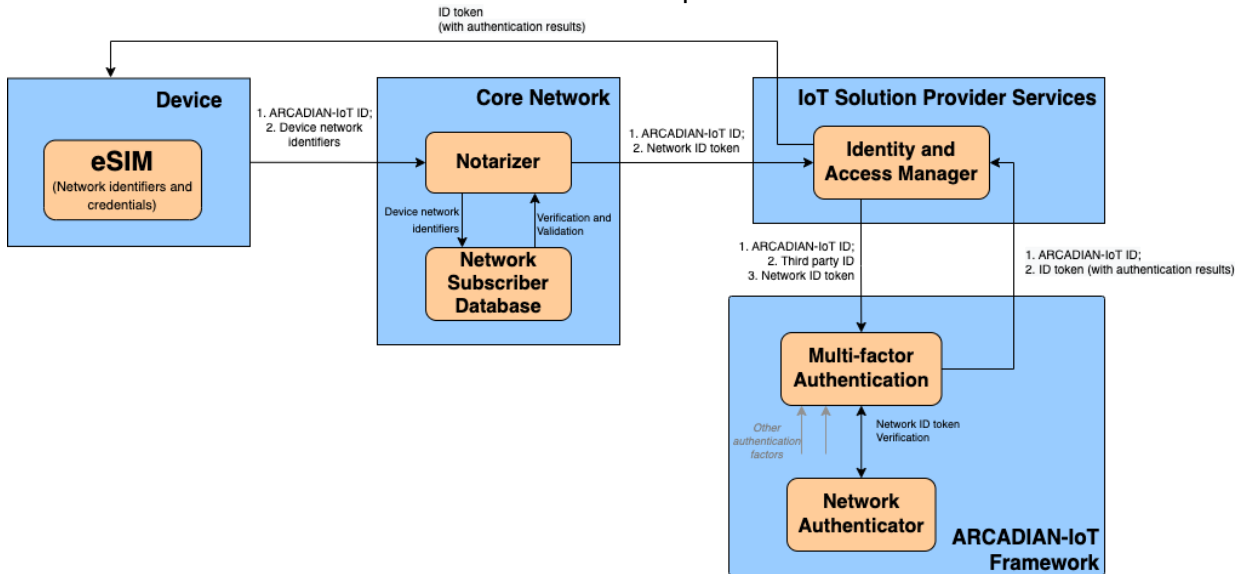 ID token
(with authentication results)
Device
eSIM
(Network identifiers and
credentials)
1. ARCADIAN-IoT ID;
2. Device network
identifiers
Core Network
Notarizer
Device network
identifiers
Verification and
Validation
Network
Subscriber
Database
1. ARCADIAN-IoT ID;
2. Network ID token
IoT Solution Provider Services
Identity and
Access Manager
1. ARCADIAN-IoT ID;
2. Third party ID
3. Network ID token
1. ARCADIAN-IoT ID;
2. ID token (with authentication results)
Multi-factor
Authentication
Other
authentication
factors
Network ID token
Verification
Network
Authenticator
ARCADIAN-IoT
Framework